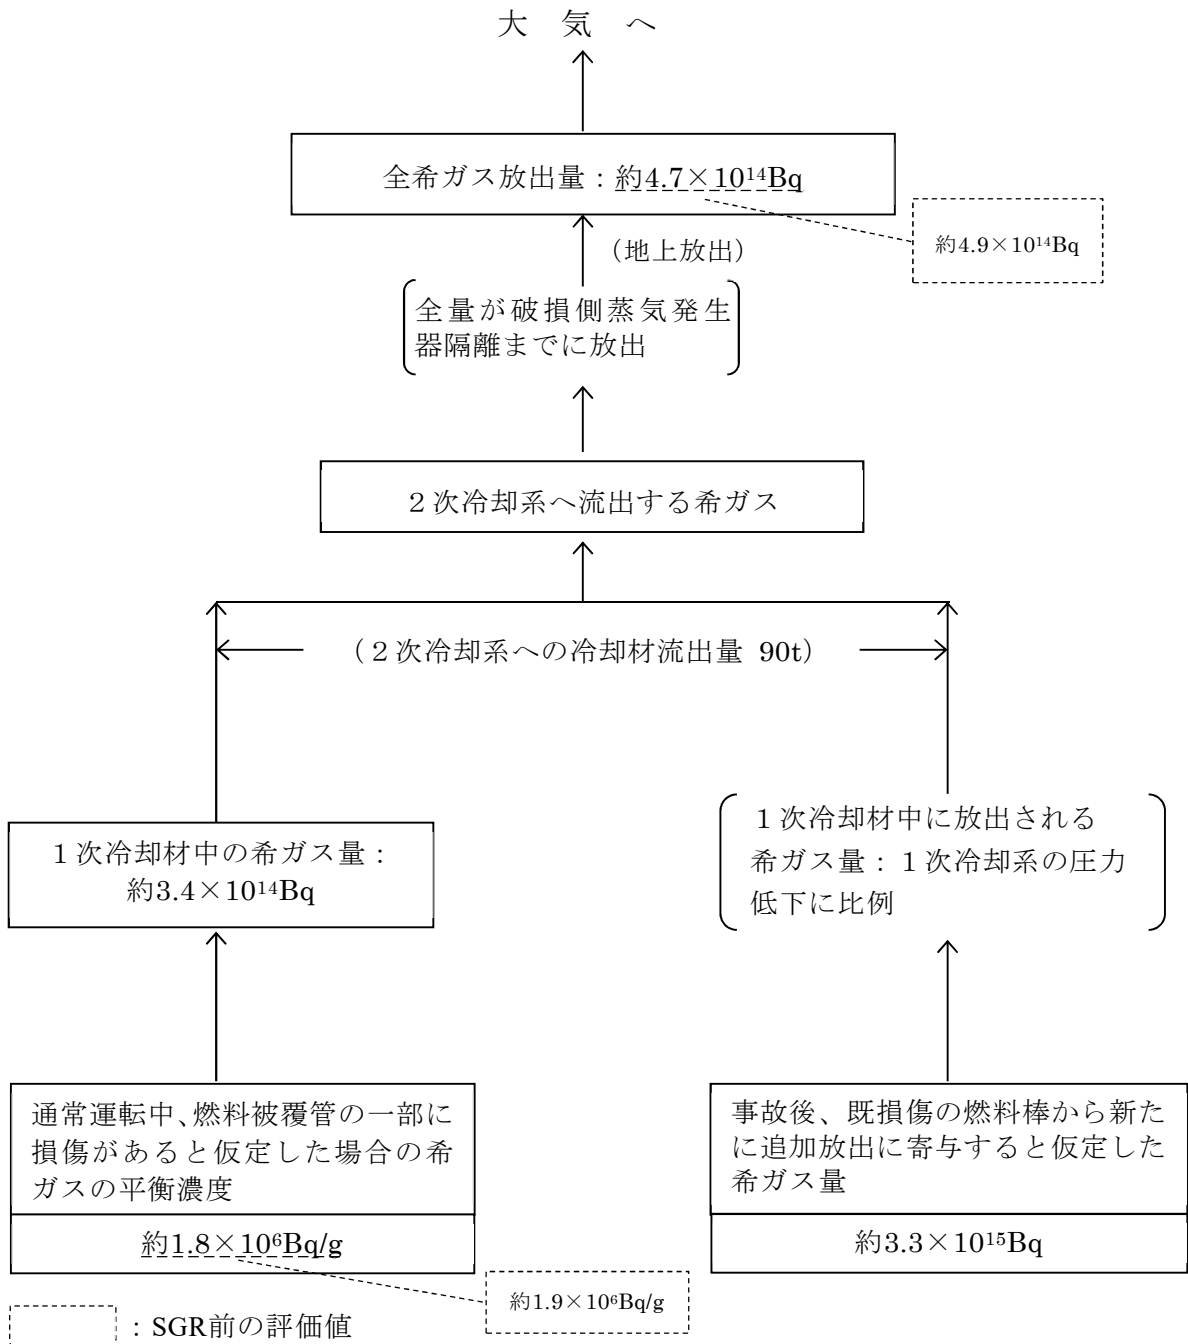 大 気 へ
全希ガス放出量：約4.7×10¹⁴Bq
約4.9×10¹⁴Bq
（地上放出）
全量が破損側蒸気発生
器隔離までに放出
２次冷却系へ流出する希ガス
（２次冷却系への冷却材流出量 90t）
１次冷却材中の希ガス量：
約3.4×10¹⁴Bq
１次冷却材中に放出される
希ガス量：１次冷却系の圧力
低下に比例
通常運転中、燃料被覆管の一部に
損傷があると仮定した場合の希
ガスの平衡濃度
約1.8×10⁶Bq/g
事故後、既損傷の燃料棒から新た
に追加放出に寄与すると仮定した
希ガス量
約3.3×10¹⁵Bq
約1.9×10⁶Bq/g
：SGR前の評価値